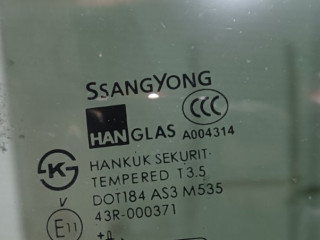 SSANGYONG
HANGLAS CCC
A004314
K HANKUK SEKURIT
TEMPERED T3.5
V DOT184 AS3 M535
E11 43R-000371